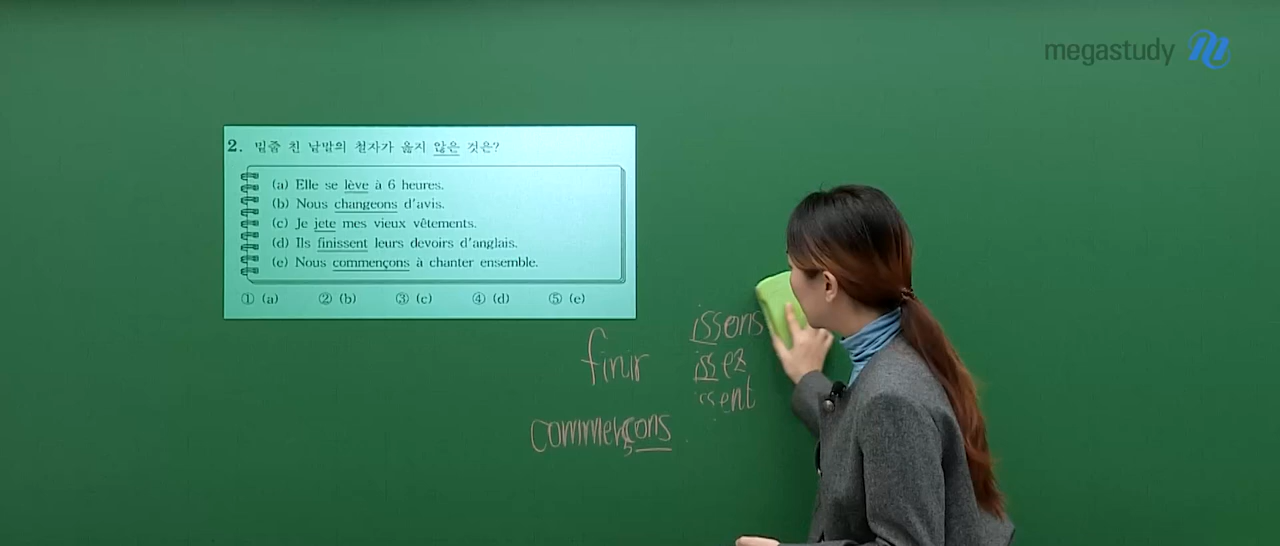 megastudy
2. 밑줄 친 낱말의 철자가 옳지 않은 것은?
(a) Elle se lève à 6 heures.
(b) Nous changeons d'avis.
(c) Je jete mes vieux vêtements.
(d) Ils finissent leurs devoirs d'anglais.
(e) Nous commençons à chanter ensemble.
① (a) ② (b) ③ (c) ④ (d) ⑤ (e)
finir
issons
issez
issent
commençons